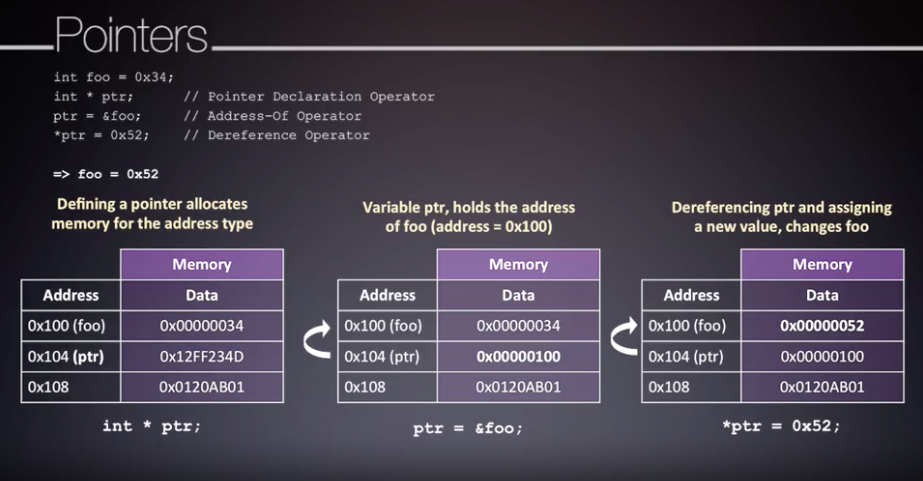 Pointers
int foo = 0x34;
int * ptr; // Pointer Declaration Operator
ptr = &foo; // Address-Of Operator
*ptr = 0x52; // Dereference Operator
=> foo = 0x52
Defining a pointer allocates
memory for the address type
Memory
Address Data
0x100 (foo) 0x00000034
0x104 (ptr) 0x12FF234D
0x108 0x0120AB01
int * ptr;
Variable ptr, holds the address
of foo (address = 0x100)
Memory
Address Data
0x100 (foo) 0x00000034
0x104 (ptr) 0x00000100
0x108 0x0120AB01
ptr = &foo;
Dereferencing ptr and assigning
a new value, changes foo
Memory
Address Data
0x100 (foo) 0x00000052
0x104 (ptr) 0x00000100
0x108 0x0120AB01
*ptr = 0x52;